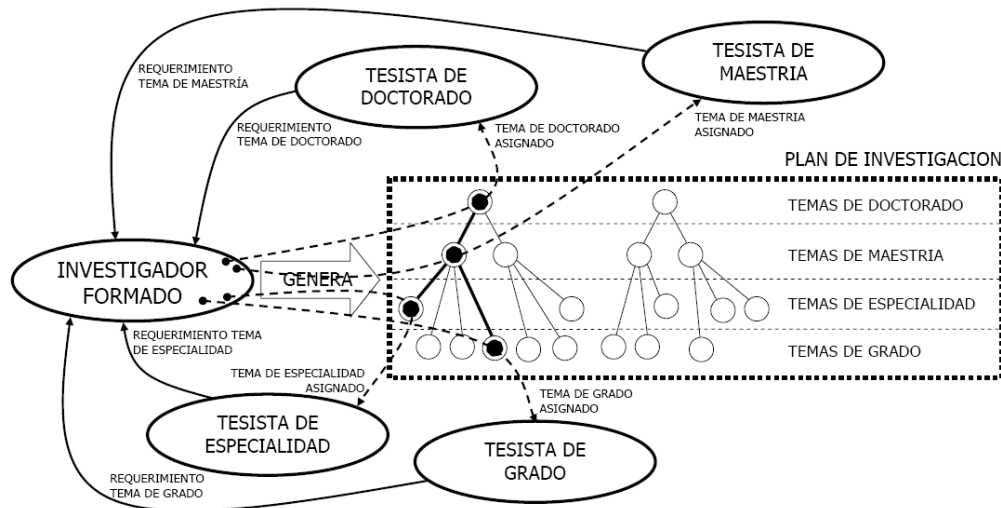 TESISTA DE
MAESTRIA
REQUERIMIENTO
TEMA DE MAESTRÍA
TESISTA DE
DOCTORADO
REQUERIMIENTO
TEMA DE DOCTORADO
TEMA DE DOCTORADO
ASIGNADO
TEMA DE MAESTRIA
ASIGNADO
PLAN DE INVESTIGACION
TEMAS DE DOCTORADO
TEMAS DE MAESTRIA
TEMAS DE ESPECIALIDAD
TEMAS DE GRADO
INVESTIGADOR
FORMADO
GENERA
REQUERIMIENTO TEMA
DE ESPECIALIDAD
TEMA DE ESPECIALIDAD
ASIGNADO
TEMA DE GRADO
ASIGNADO
TESISTA DE
ESPECIALIDAD
TESISTA DE
GRADO
REQUERIMIENTO
TEMA DE GRADO